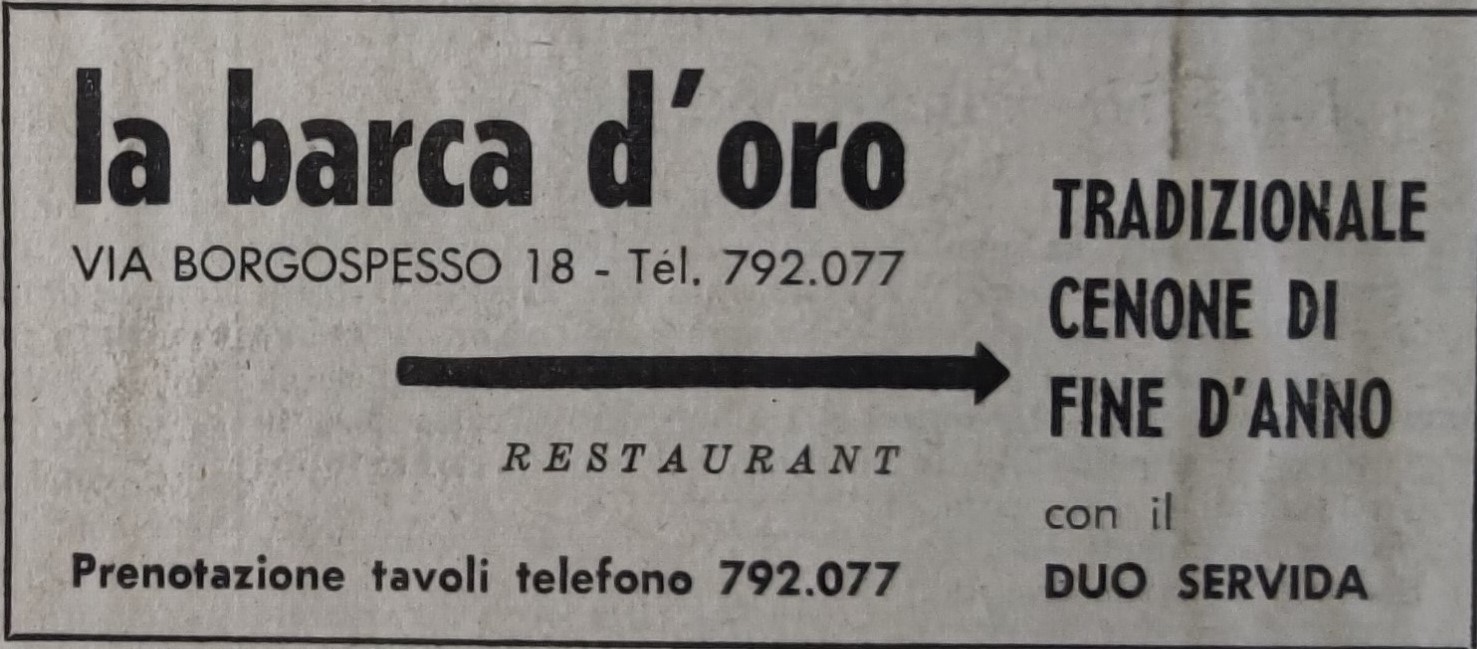 la barca d'oro
VIA BORGOSPESSO 18 - Tél. 792.077
RESTAURANT
Prenotazione tavoli telefono 792.077
TRADIZIONALE
CENONE DI
FINE D'ANNO
con il
DUO SERVIDA